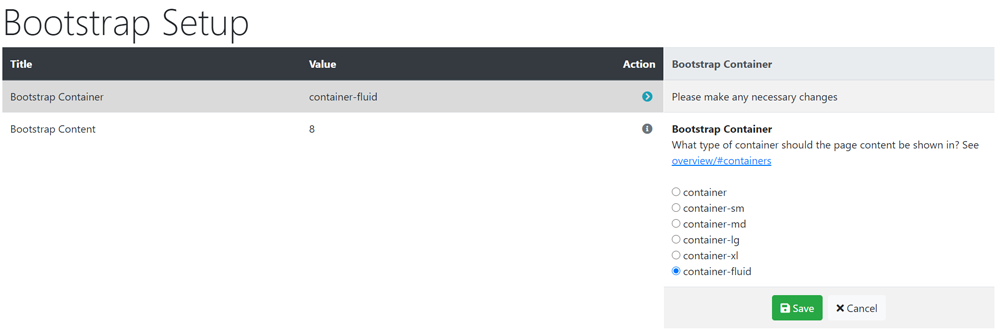 Bootstrap Setup
Title Value Action
Bootstrap Container container-fluid
Bootstrap Content 8
Bootstrap Container
Please make any necessary changes
Bootstrap Container
What type of container should the page content be shown in? See
overview/#containers
container
container-sm
container-md
container-lg
container-xl
container-fluid
Save Cancel